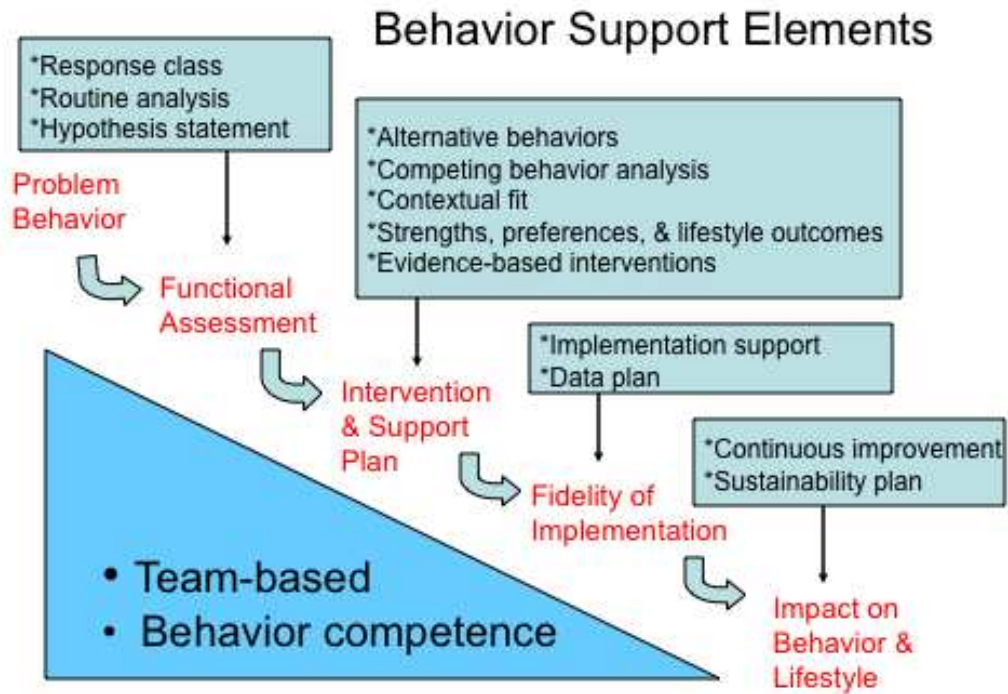 Behavior Support Elements
*Response class
*Routine analysis
*Hypothesis statement
Problem
Behavior
*Alternative behaviors
*Competing behavior analysis
*Contextual fit
*Strengths, preferences, & lifestyle outcomes
*Evidence-based interventions
Functional
Assessment
*Implementation support
*Data plan
Intervention
& Support
Plan
*Continuous improvement
*Sustainability plan
Fidelity of
Implementation
• Team-based
• Behavior competence
Impact on
Behavior &
Lifestyle